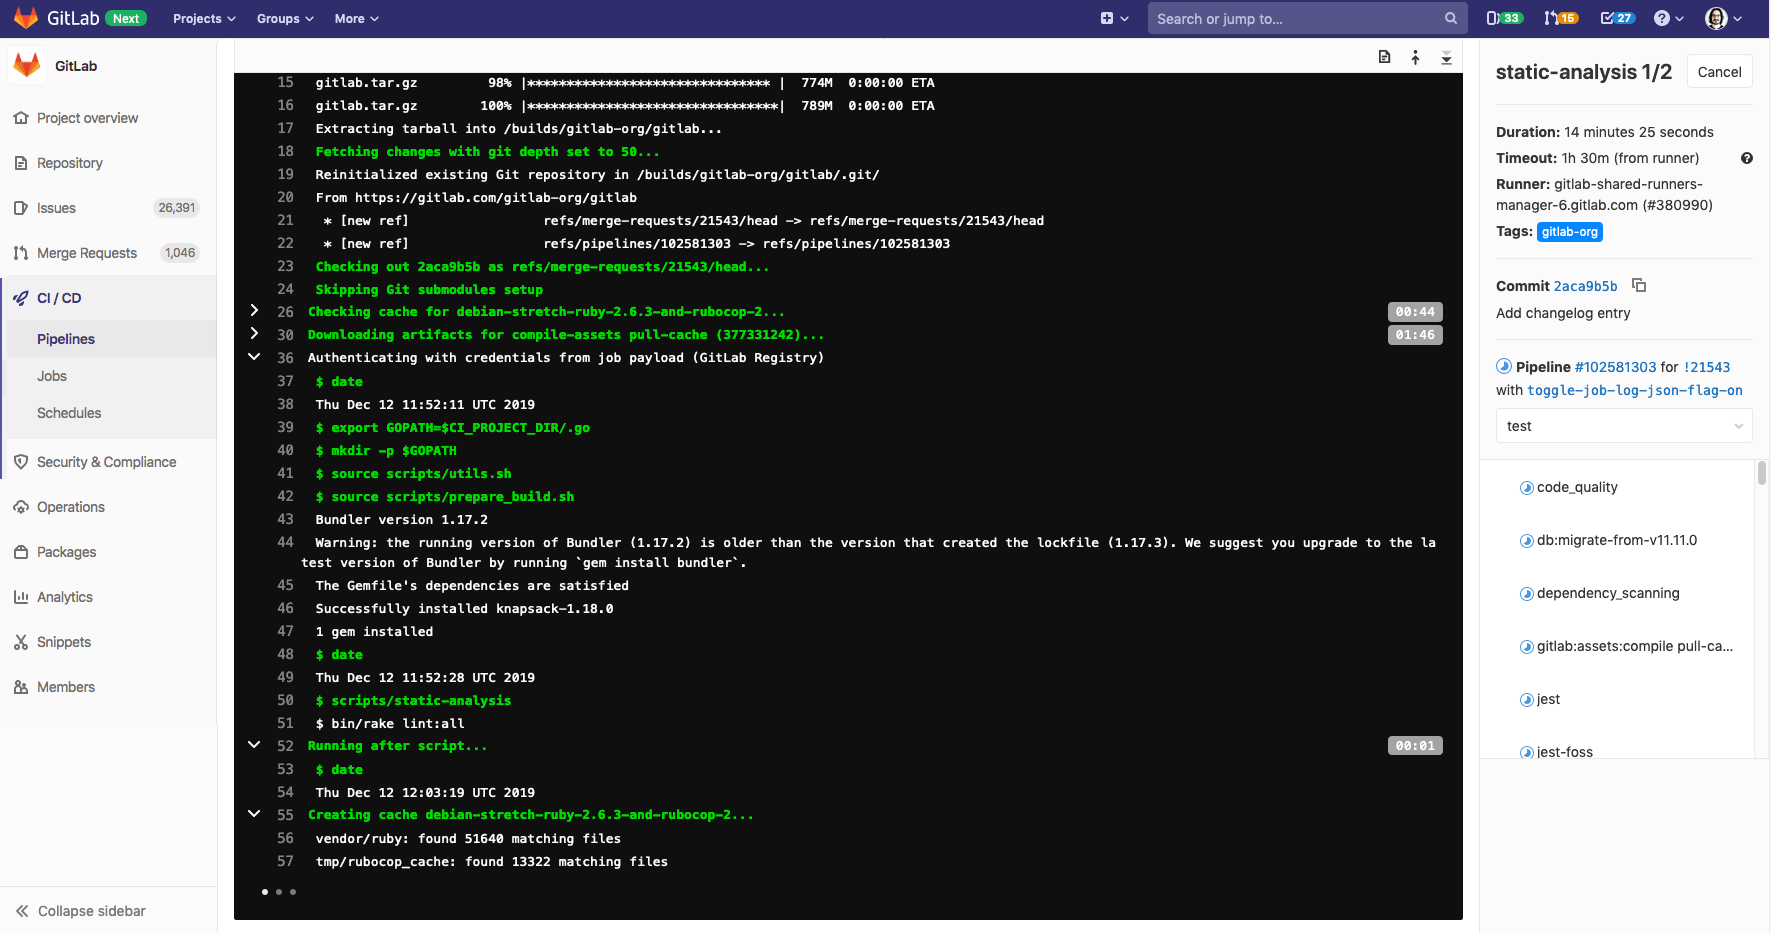 GitLab Next Projects Groups More Search or jump to... 33 15 27
GitLab
Project overview
Repository
Issues 26,391
Merge Requests 1,046
CI / CD
Pipelines
Jobs
Schedules
Security & Compliance
Operations
Packages
Analytics
Snippets
Members
Collapse sidebar
15 gitlab.tar.gz 98% |******************************* | 774M 0:00:00 ETA
16 gitlab.tar.gz 100% |********************************| 789M 0:00:00 ETA
17 Extracting tarball into /builds/gitlab-org/gitlab...
18 Fetching changes with git depth set to 50...
19 Reinitialized existing Git repository in /builds/gitlab-org/gitlab/.git/
20 From https://gitlab.com/gitlab-org/gitlab
21 * [new ref] refs/merge-requests/21543/head -> refs/merge-requests/21543/head
22 * [new ref] refs/pipelines/102581303 -> refs/pipelines/102581303
23 Checking out 2aca9b5b as refs/merge-requests/21543/head...
24 Skipping Git submodules setup
26 Checking cache for debian-stretch-ruby-2.6.3-and-rubocop-2... 00:44
30 Downloading artifacts for compile-assets pull-cache (377331242)... 01:46
36 Authenticating with credentials from job payload (GitLab Registry)
37 $ date
38 Thu Dec 12 11:52:11 UTC 2019
39 $ export GOPATH=$CI_PROJECT_DIR/.go
40 $ mkdir -p $GOPATH
41 $ source scripts/utils.sh
42 $ source scripts/prepare_build.sh
43 Bundler version 1.17.2
44 Warning: the running version of Bundler (1.17.2) is older than the version that created the lockfile (1.17.3). We suggest you upgrade to the la
test version of Bundler by running `gem install bundler`.
45 The Gemfile's dependencies are satisfied
46 Successfully installed knapsack-1.18.0
47 1 gem installed
48 $ date
49 Thu Dec 12 11:52:28 UTC 2019
50 $ scripts/static-analysis
51 $ bin/rake lint:all
52 Running after script... 00:01
53 $ date
54 Thu Dec 12 12:03:19 UTC 2019
55 Creating cache debian-stretch-ruby-2.6.3-and-rubocop-2...
56 vendor/ruby: found 51640 matching files
57 tmp/rubocop_cache: found 13322 matching files
static-analysis 1/2 Cancel
Duration: 14 minutes 25 seconds
Timeout: 1h 30m (from runner)
Runner: gitlab-shared-runners-
manager-6.gitlab.com (#380990)
Tags: gitlab-org
Commit 2aca9b5b
Add changelog entry
Pipeline #102581303 for !21543
with toggle-job-log-json-flag-on
test
code_quality
db:migrate-from-v11.11.0
dependency_scanning
gitlab:assets:compile pull-ca...
jest
jest-foss